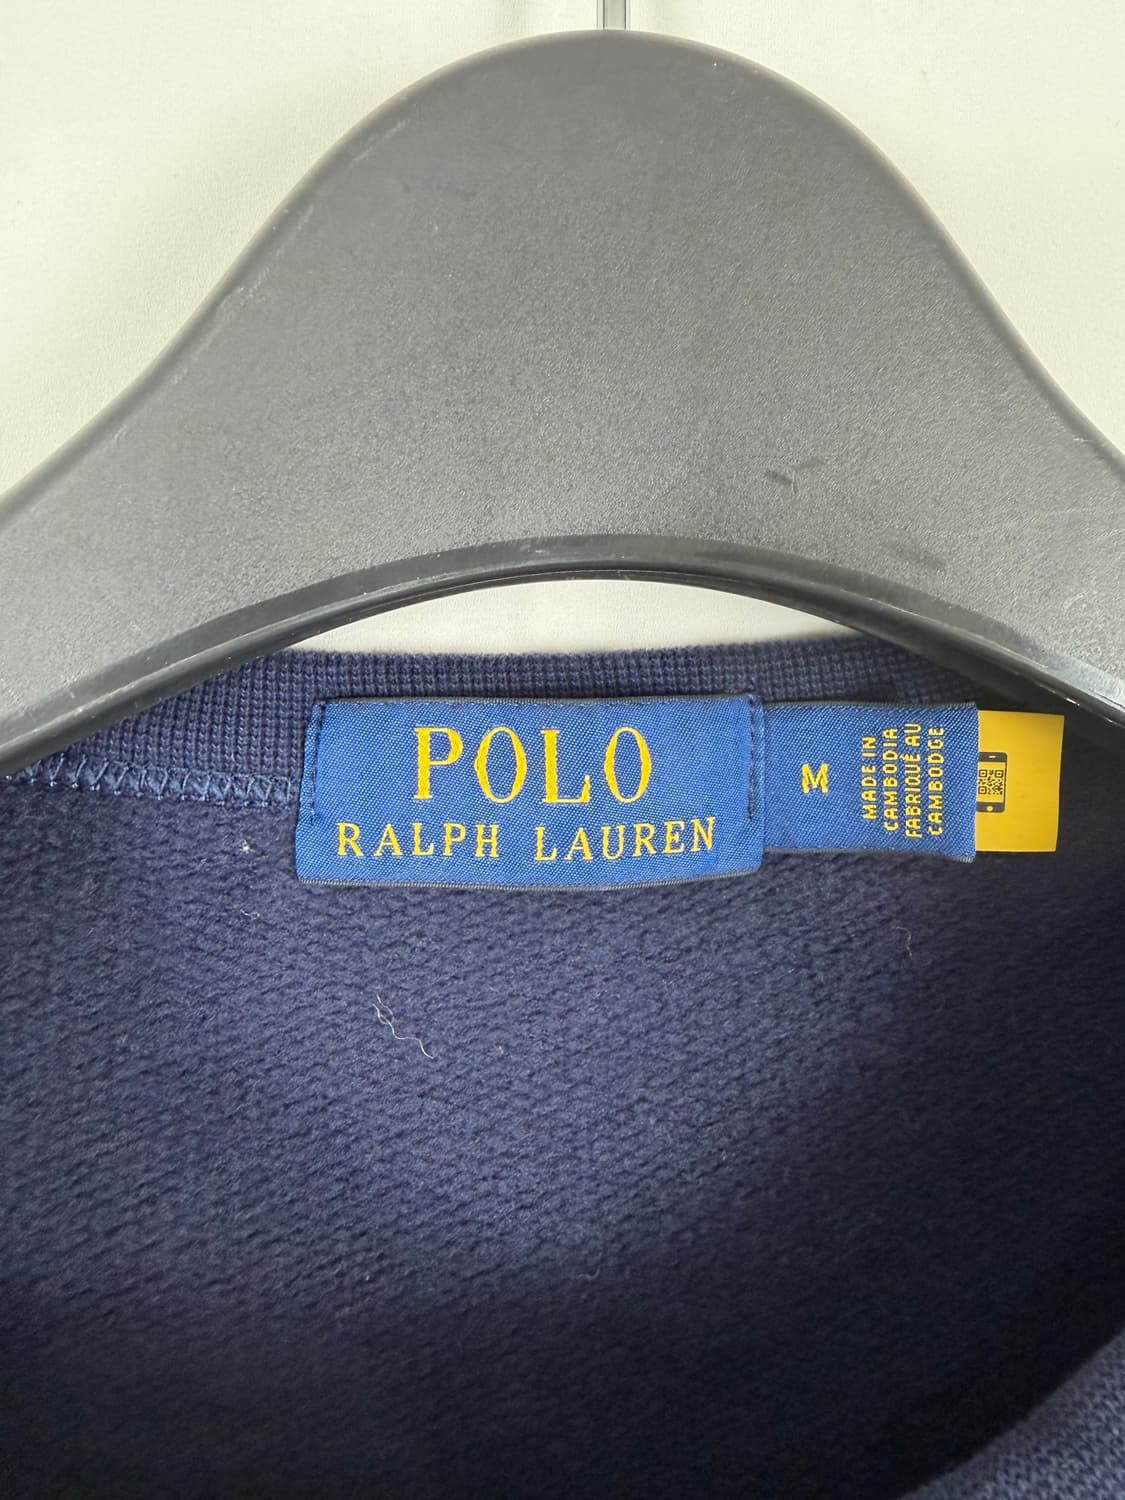 POLO
RALPH LAUREN
M
MADE IN
CAMBODIA
FABRIQUÉ AU
CAMBODGE